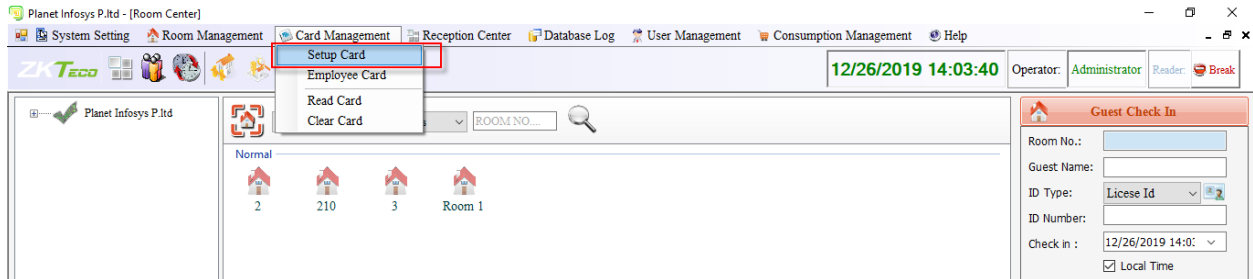 Planet Infosys P.ltd - [Room Center]
System Setting Room Management Card Management Reception Center Database Log User Management Consumption Management Help
Setup Card
Employee Card
Read Card
Clear Card
ZKTeco
12/26/2019 14:03:40 Operator: Administrator Reader: Break
Planet Infosys P.ltd
ROOM NO....
Normal
2 210 3 Room 1
Guest Check In
Room No.:
Guest Name:
ID Type: Licese Id
ID Number:
Check in : 12/26/2019 14:0
Local Time